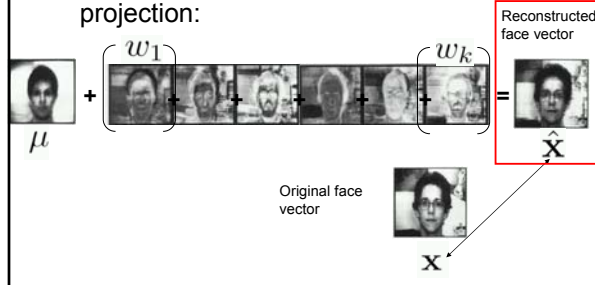 projection:
Reconstructed
face vector
w₁
wₖ
+ + + + + + =
μ
x̂
Original face
vector
x